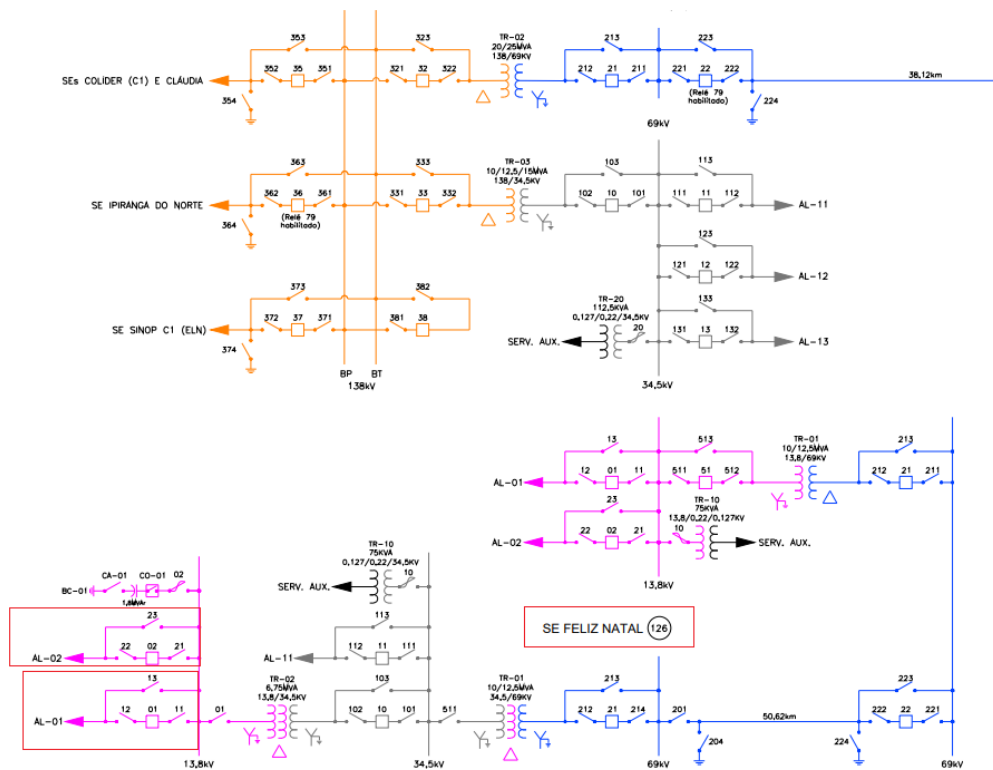 353
323
TR-02
20/25MVA
138/69KV
213
223
352
35
351
321
32
322
212
21
211
221
22
222
SEs COLÍDER (C1) E CLÁUDIA
(Relé 79
habilitado)
38,12km
354
224
69kV
363
333
TR-03
10/12,5/15MVA
138/34,5KV
103
113
362
36
361
331
33
332
102
10
101
111
11
112
SE IPIRANGA DO NORTE
(Relé 79
habilitado)
AL-11
364
123
121
12
122
AL-12
373
382
TR-20
112,5KVA
0,127/0,22/34,5KV
133
372
37
371
381
38
20
131
13
132
SE SINOP C1 (ELN)
SERV. AUX.
AL-13
374
BP
BT
138kV
34,5kV
13
513
TR-01
10/12,5MVA
13,8/69KV
213
12
01
11
511
51
512
212
21
211
AL-01
23
TR-10
75KVA
13,8/0,22/0,127KV
22
02
21
10
AL-02
SERV. AUX.
TR-10
75KVA
0,127/0,22/34,5KV
13,8kV
CA-01
CO-01
02
10
BC-01
1,8MVAr
SERV. AUX.
23
113
SE FELIZ NATAL 126
22
02
21
112
11
111
AL-02
AL-11
13
TR-02
6,75MVA
13,8/34,5KV
103
TR-01
10/12,5MVA
34,5/69KV
213
223
12
01
11
01
102
10
101
511
212
21
214
201
222
22
221
AL-01
50,62km
204
224
13,8kV
34,5kV
69kV
69kV